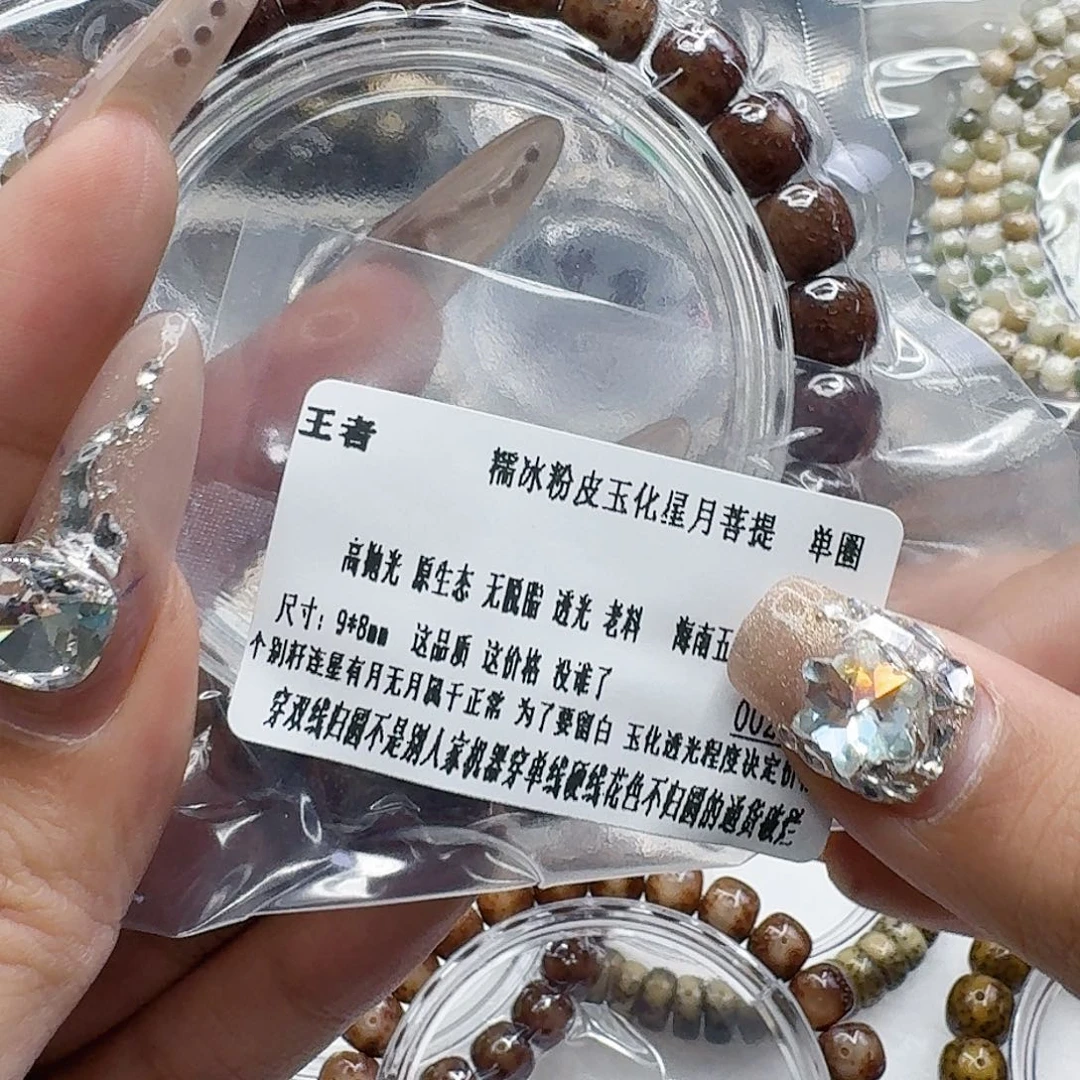 王者
糯冰粉皮玉化星月菩提 单圈
高抛光 原生态 无脱脂 透光 老料 海南五
尺寸：9*8mm 这品质 这价格 没谁了
002
个别籽连星有月无月属于正常 为了要留白 玉化透光程度决定价
穿双线归圆不是别人家机器穿单线硬线花色不归圆的通货破烂